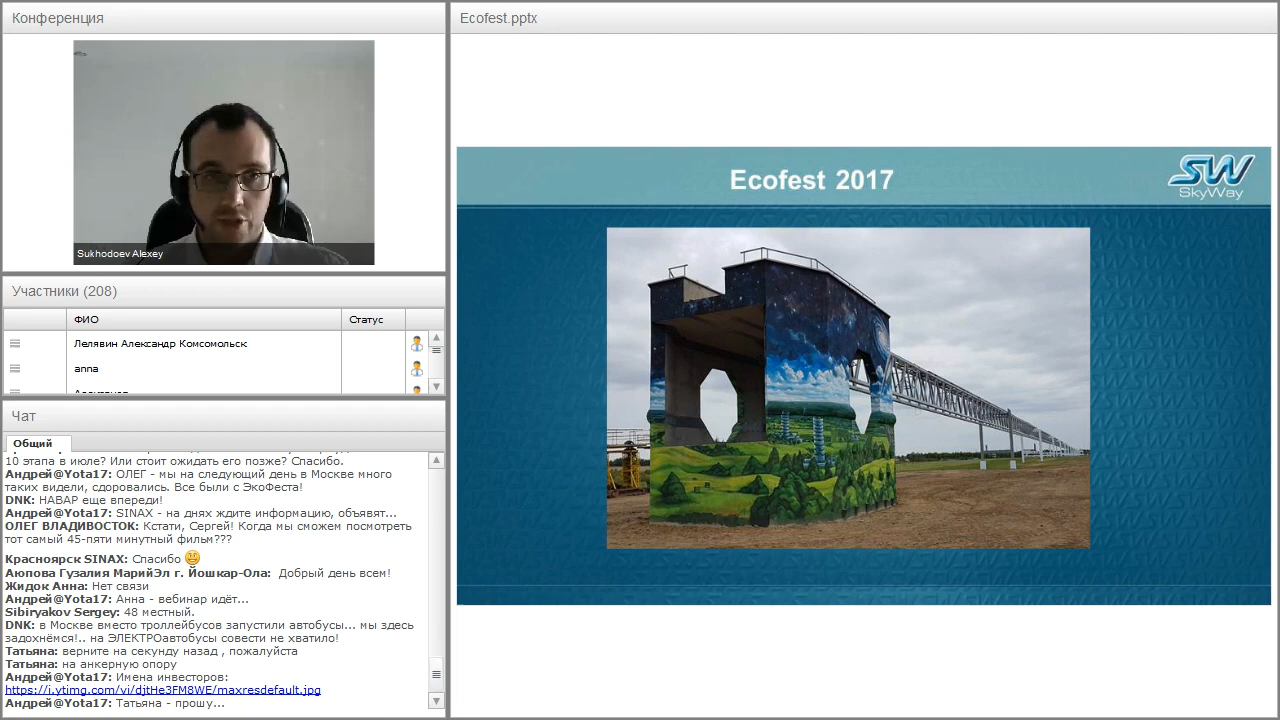 Конференция
Sukhodoev Alexey
Участники (208)
ФИО
Статус
Лелявин Александр Комсомольск
anna
Чат
Общий
10 этапа в июле? Или стоит ожидать его позже? Спасибо.
Андрей@Yota17: ОЛЕГ - мы на следующий день в Москве много
таких видели, сдоровались. Все были с ЭкоФеста!
DNK: НАВАР еще впереди!
Андрей@Yota17: SINAX - на днях ждите информацию, объявят...
ОЛЕГ ВЛАДИВОСТОК: Кстати, Сергей! Когда мы сможем посмотреть
тот самый 45-пяти минутный фильм???
Красноярск SINAX: Спасибо
Аюпова Гузалия МарийЭл г. Йошкар-Ола: Добрый день всем!
Жидок Анна: Нет связи
Андрей@Yota17: Анна - вебинар идёт...
Sibiryakov Sergey: 48 местный.
DNK: в Москве вместо троллейбусов запустили автобусы... мы здесь
задохнёмся!.. на ЭЛЕКТРОавтобусы совести не хватило!
Татьяна: верните на секунду назад , пожалуйста
Татьяна: на анкерную опору
Андрей@Yota17: Имена инвесторов:
https://i.ytimg.com/vi/djtHe3FM8WE/maxresdefault.jpg
Андрей@Yota17: Татьяна - прошу...
Ecofest.pptx
Ecofest 2017
SW
SkyWay